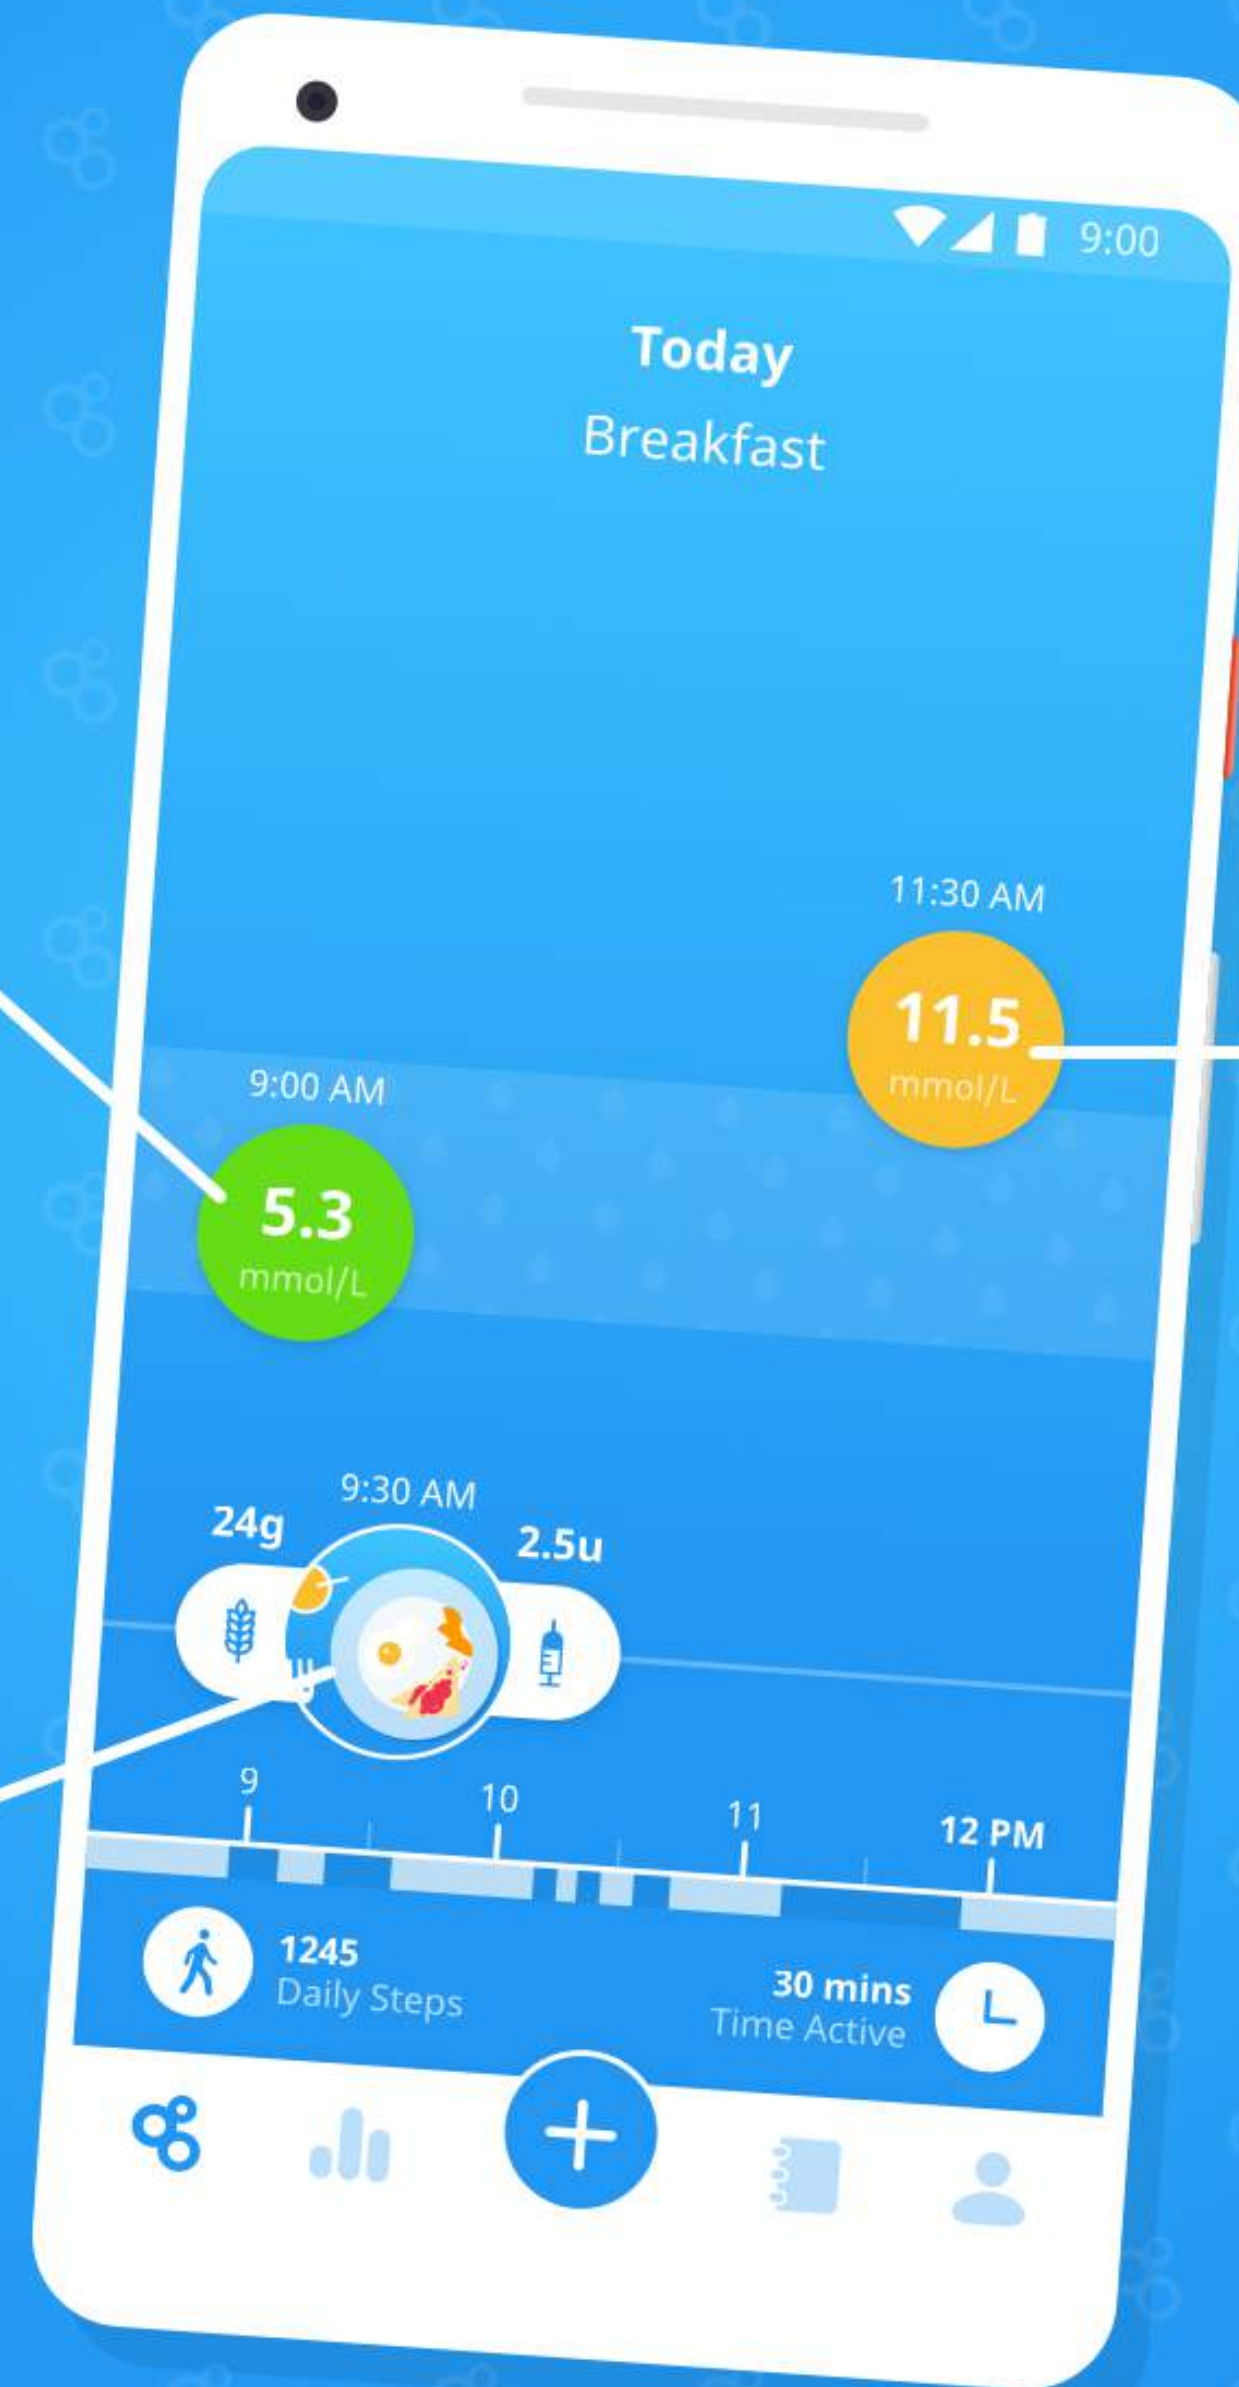 9:00
Today
Breakfast
11:30 AM
11.5
mmol/L
9:00 AM
5.3
mmol/L
9:30 AM
24g
2.5u
9
10
11
12 PM
1245
Daily Steps
30 mins
Time Active